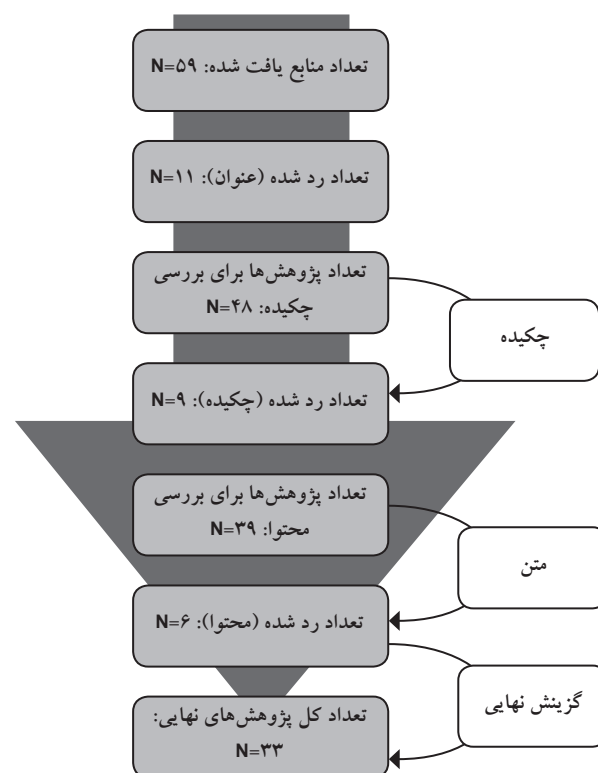 تعداد منابع یافت شده: N=۵۹
تعداد رد شده (عنوان): N=۱۱
تعداد پژوهش‌ها برای بررسی
چکیده: N=۴۸
چکیده
تعداد رد شده (چکیده): N=۹
تعداد پژوهش‌ها برای بررسی
محتوا: N=۳۹
متن
تعداد رد شده (محتوا): N=۶
گزینش نهایی
تعداد کل پژوهش‌های نهایی:
N=۳۳